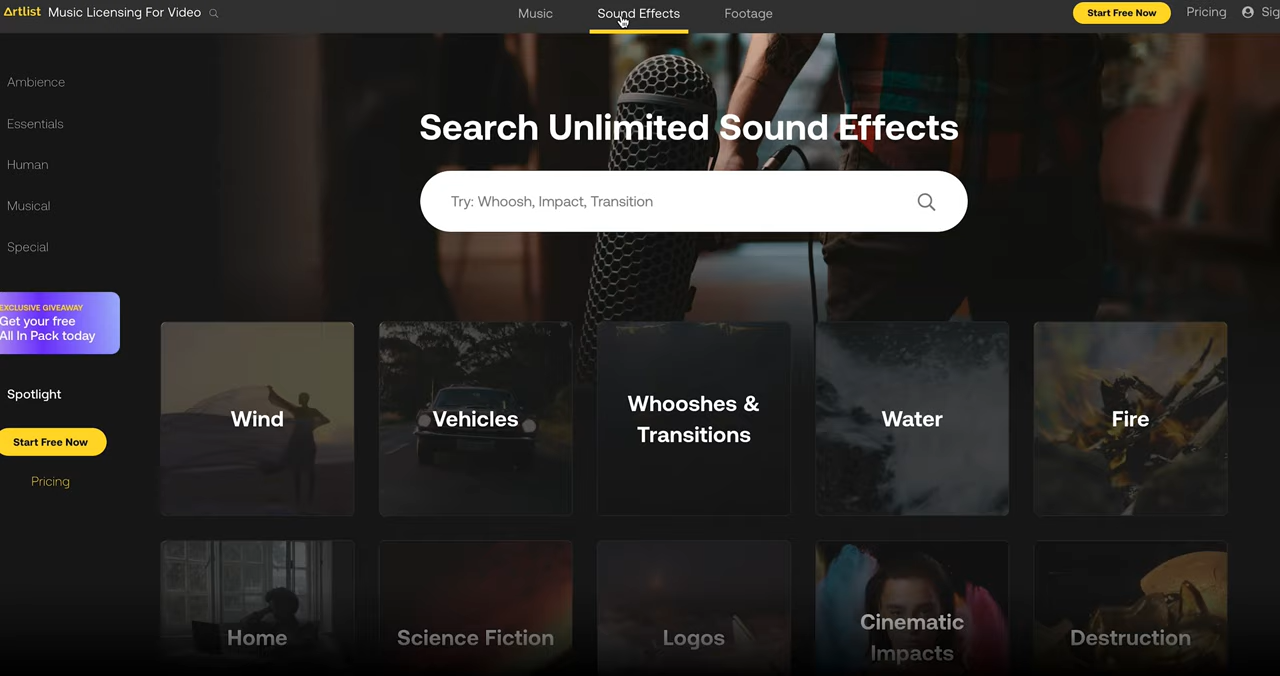 Artlist Music Licensing For Video
Music
Sound Effects
Footage
Start Free Now
Pricing
Sig
Ambience
Essentials
Human
Musical
Special
EXCLUSIVE GIVEAWAY
Get your free
All In Pack today
Spotlight
Start Free Now
Pricing
Search Unlimited Sound Effects
Try: Whoosh, Impact, Transition
Wind
Vehicles
Whooshes &
Transitions
Water
Fire
Home
Science Fiction
Logos
Cinematic
Impacts
Destruction